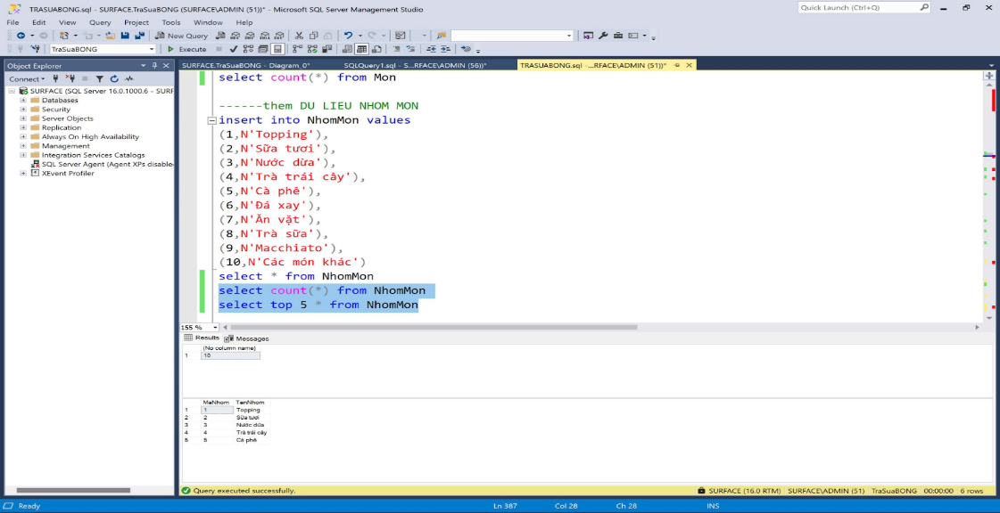 TRASUABONG.sql - SURFACE.TraSuaBONG (SURFACE\ADMIN (51))* - Microsoft SQL Server Management Studio
Quick Launch (Ctrl+Q)
File Edit View Query Project Tools Window Help
New Query
TraSuaBONG Execute
Object Explorer
SURFACE.TraSuaBONG - Diagram_0* SQLQuery1.sql - S...RFACE\ADMIN (56))* TRASUABONG.sql -...RFACE\ADMIN (51))*
Connect
SURFACE (SQL Server 16.0.1000.6 - SURF
Databases
Security
Server Objects
Replication
Always On High Availability
Management
Integration Services Catalogs
SQL Server Agent (Agent XPs disable
XEvent Profiler
select count(*) from Mon
------them DU LIEU NHOM MON
insert into NhomMon values
(1,N'Topping'),
(2,N'Sữa tươi'),
(3,N'Nước dừa'),
(4,N'Trà trái cây'),
(5,N'Cà phê'),
(6,N'Đá xay'),
(7,N'Ăn vặt'),
(8,N'Trà sữa'),
(9,N'Macchiato'),
(10,N'Các món khác')
select * from NhomMon
select count(*) from NhomMon
select top 5 * from NhomMon
155 %
Results Messages
(No column name)
1 10
MaNhom TenNhom
1 1 Topping
2 2 Sữa tươi
3 3 Nước dừa
4 4 Trà trái cây
5 5 Cà phê
Query executed successfully. SURFACE (16.0 RTM) SURFACE\ADMIN (51) TraSuaBONG 00:00:00 6 rows
Ready Ln 387 Col 28 Ch 28 INS